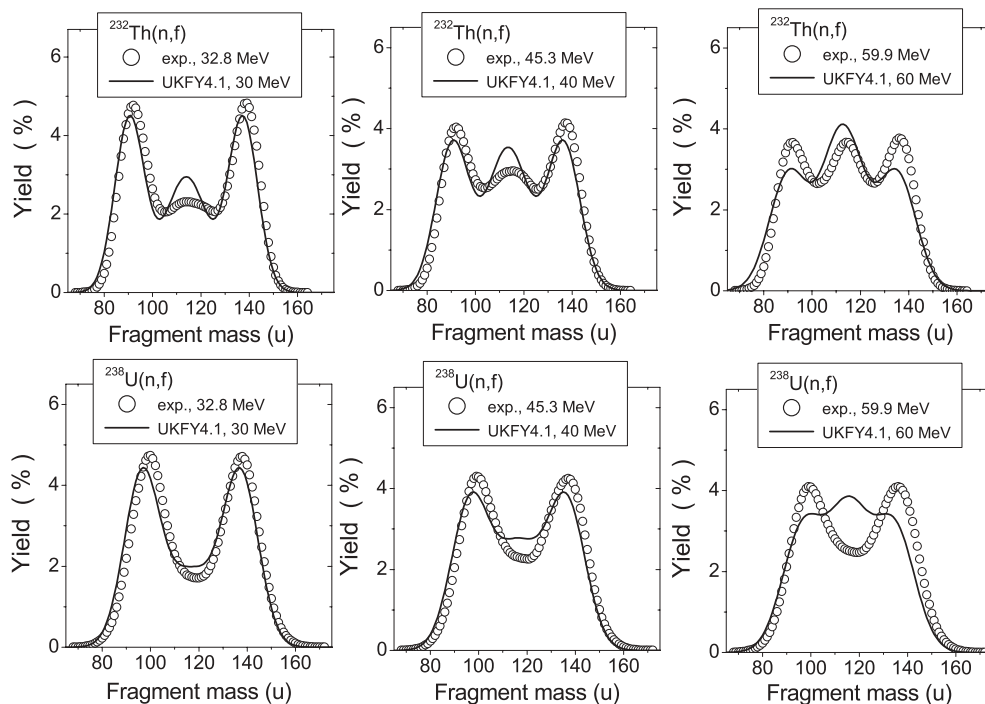 ²³²Th(n,f)
exp., 32.8 MeV
UKFY4.1, 30 MeV
Yield ( % )
6
4
2
0
80 100 120 140 160
Fragment mass (u)
²³²Th(n,f)
exp., 45.3 MeV
UKFY4.1, 40 MeV
Yield ( % )
6
4
2
0
80 100 120 140 160
Fragment mass (u)
²³²Th(n,f)
exp., 59.9 MeV
UKFY4.1, 60 MeV
Yield ( % )
6
4
2
0
80 100 120 140 160
Fragment mass (u)
²³⁸U(n,f)
exp., 32.8 MeV
UKFY4.1, 30 MeV
Yield ( % )
6
4
2
0
80 100 120 140 160
Fragment mass (u)
²³⁸U(n,f)
exp., 45.3 MeV
UKFY4.1, 40 MeV
Yield ( % )
6
4
2
0
80 100 120 140 160
Fragment mass (u)
²³⁸U(n,f)
exp., 59.9 MeV
UKFY4.1, 60 MeV
Yield ( % )
6
4
2
0
80 100 120 140 160
Fragment mass (u)